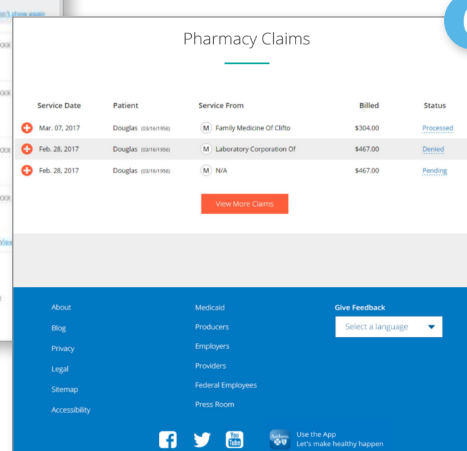 don't show again
Pharmacy Claims
Service Date Patient Service From Billed Status
Mar. 07, 2017 Douglas (03/16/1956) M Family Medicine Of Clifto $304.00 Processed
Feb. 28, 2017 Douglas (03/16/1956) M Laboratory Corporation Of $467.00 Denied
Feb. 28, 2017 Douglas (03/16/1956) M N/A $467.00 Pending
View More Claims
View
About Medicaid Give Feedback
Blog Producers Select a language
Privacy Employers
Legal Providers
Sitemap Federal Employees
Accessibility Press Room
You Tube
Use the App
Let's make healthy happen